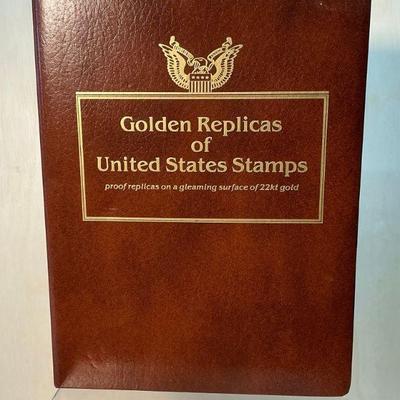 Golden Replicas
of
United States Stamps
proof replicas on a gleaming surface of 22kt gold